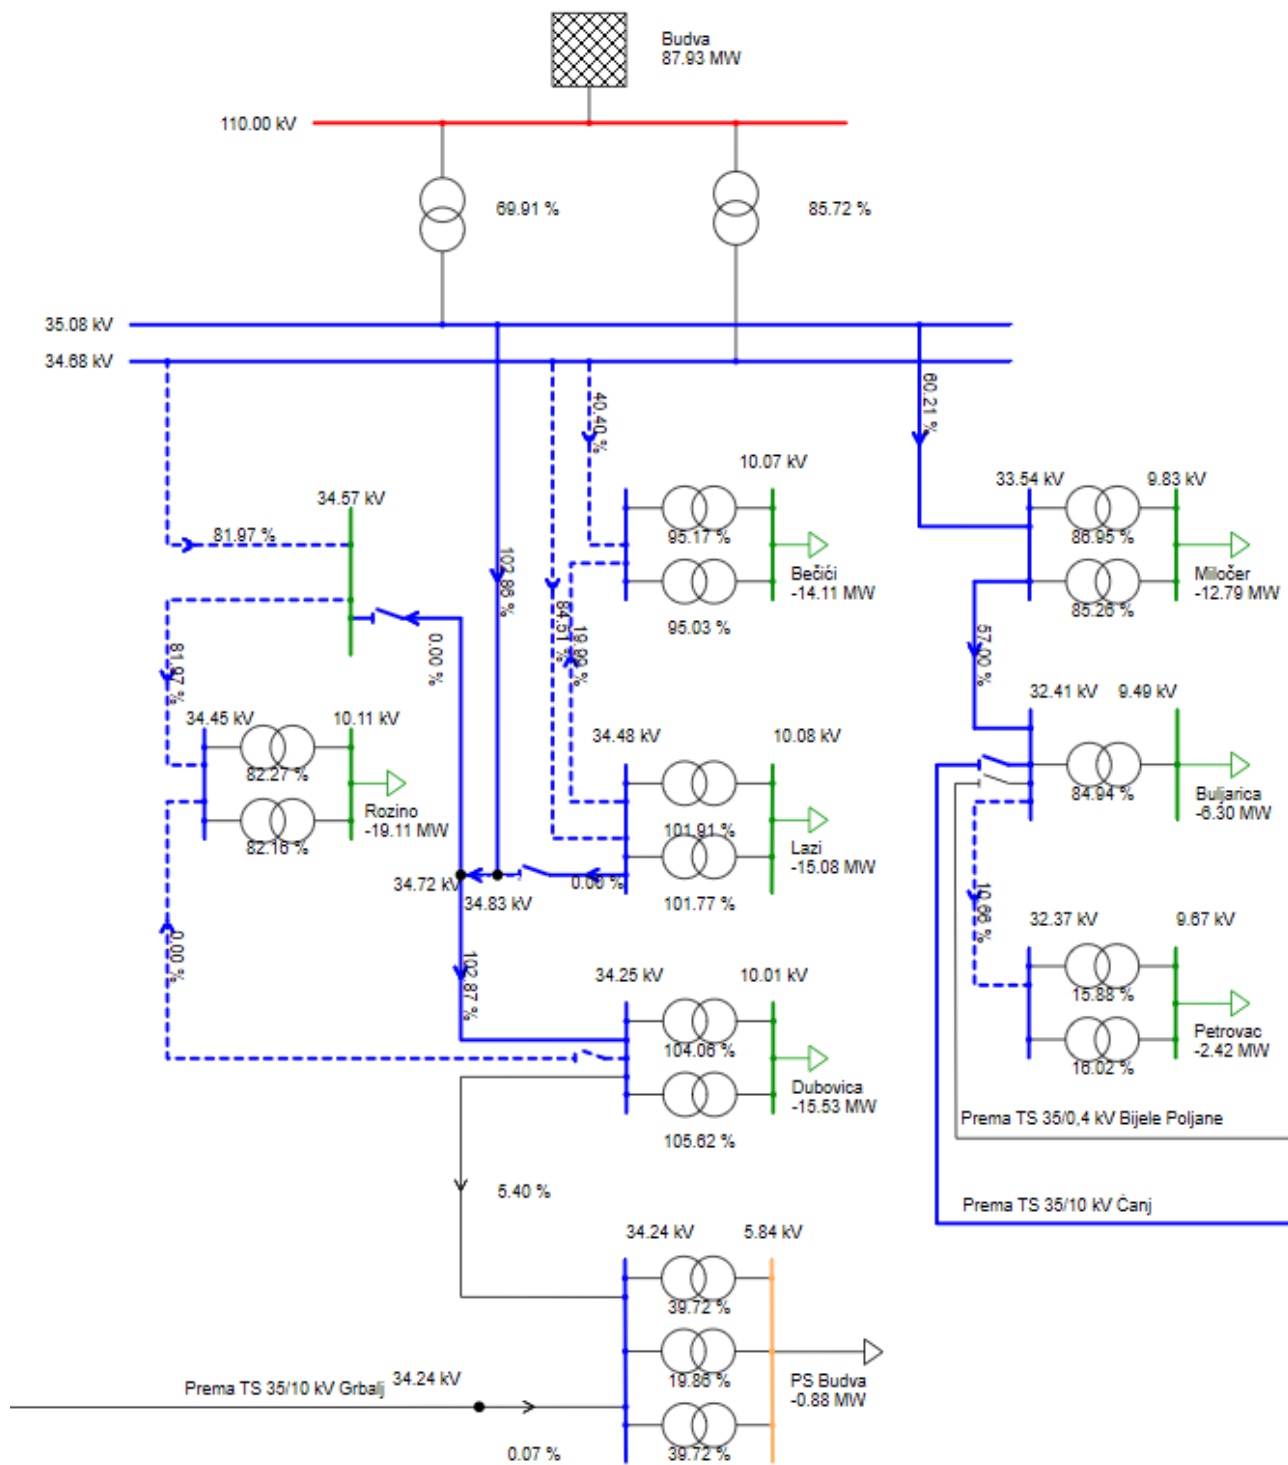 Budva
87.93 MW
110.00 kV
69.91 %
85.72 %
35.08 kV
34.68 kV
60.21 %
40.40 %
10.07 kV
33.54 kV
9.83 kV
34.57 kV
81.97 %
95.17 %
86.95 %
102.86 %
Bečići
-14.11 MW
Miločer
-12.79 MW
84.51 %
19.99 %
85.26 %
95.03 %
0.00 %
81.97 %
57.00 %
32.41 kV
9.49 kV
34.45 kV
10.11 kV
34.48 kV
10.08 kV
82.27 %
84.94 %
Rozino
-19.11 MW
Buljarica
-6.30 MW
101.91 %
82.16 %
Lazi
-15.08 MW
34.72 kV
0.00 %
34.83 kV
101.77 %
10.66 %
32.37 kV
9.67 kV
0.00 %
102.87 %
34.25 kV
10.01 kV
15.88 %
104.06 %
Petrovac
-2.42 MW
16.02 %
Dubovica
-15.53 MW
Prema TS 35/0,4 kV Bijele Poljane
105.62 %
5.40 %
Prema TS 35/10 kV Čanj
34.24 kV
5.84 kV
39.72 %
19.86 %
PS Budva
-0.88 MW
Prema TS 35/10 kV Grbalj
34.24 kV
0.07 %
39.72 %